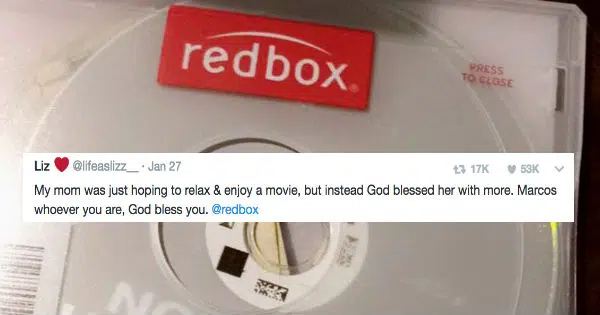 redbox.
PRESS
TO CLOSE
Liz @lifeaslizz__ · Jan 27
17K 53K
My mom was just hoping to relax & enjoy a movie, but instead God blessed her with more. Marcos
whoever you are, God bless you. @redbox
NO